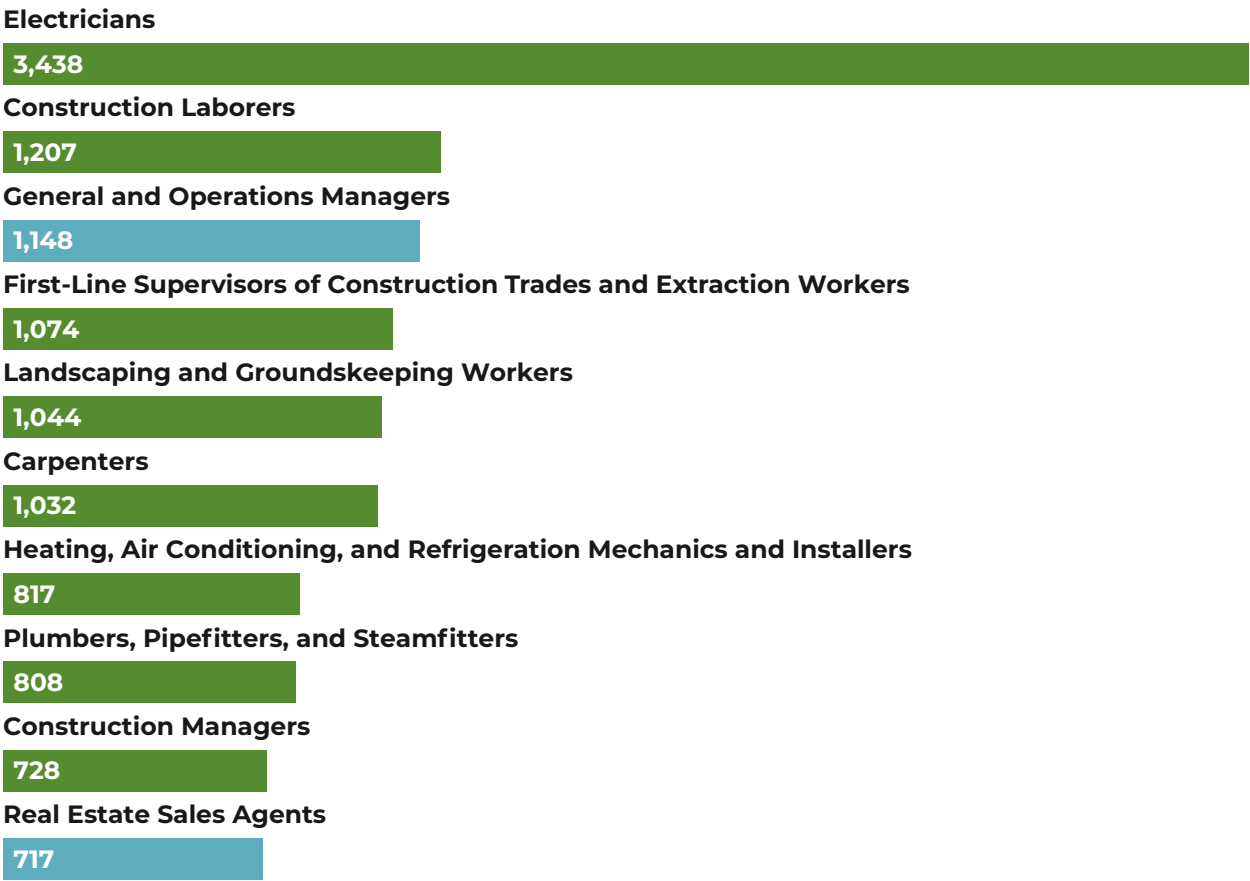 Electricians
3,438
Construction Laborers
1,207
General and Operations Managers
1,148
First-Line Supervisors of Construction Trades and Extraction Workers
1,074
Landscaping and Groundskeeping Workers
1,044
Carpenters
1,032
Heating, Air Conditioning, and Refrigeration Mechanics and Installers
817
Plumbers, Pipefitters, and Steamfitters
808
Construction Managers
728
Real Estate Sales Agents
717